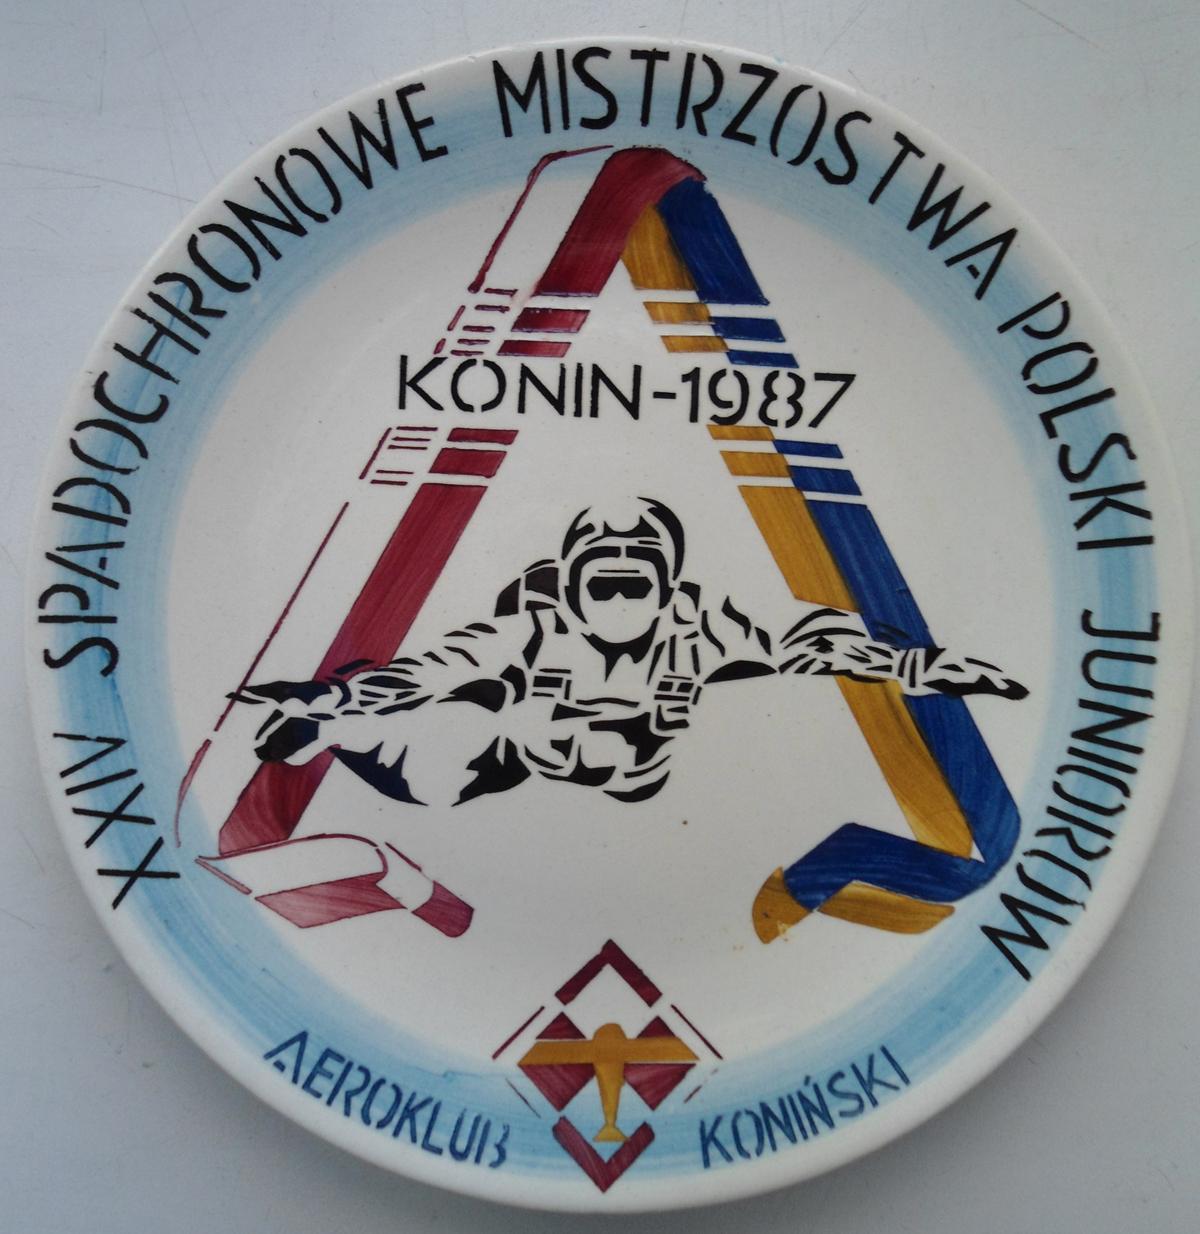 XXIV SPADOCHRONOWE MISTRZOSTWA POLSKI JUNIORÓW
KONIN-1987
AEROKLUB KONIŃSKI